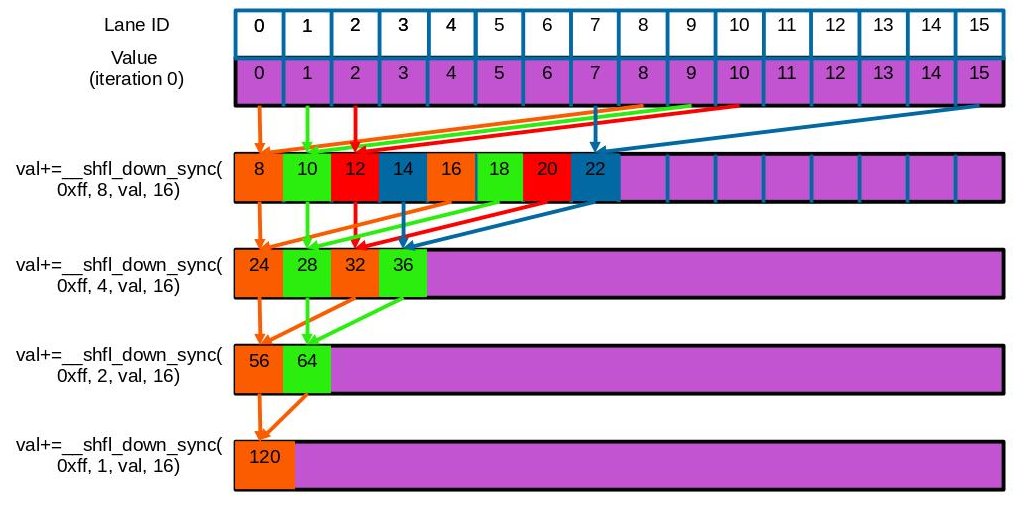 Lane ID 0 1 2 3 4 5 6 7 8 9 10 11 12 13 14 15
Value
(iteration 0) 0 1 2 3 4 5 6 7 8 9 10 11 12 13 14 15
val+=__shfl_down_sync(
0xff, 8, val, 16)
8 10 12 14 16 18 20 22
val+=__shfl_down_sync(
0xff, 4, val, 16)
24 28 32 36
val+=__shfl_down_sync(
0xff, 2, val, 16)
56 64
val+=__shfl_down_sync(
0xff, 1, val, 16)
120